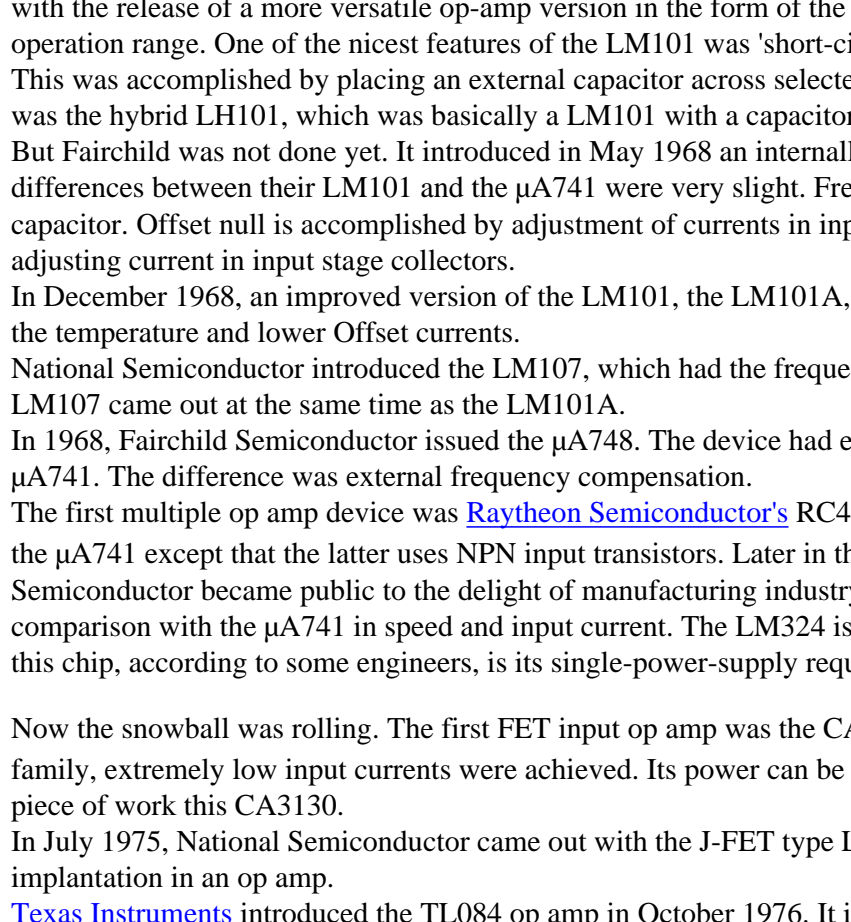 with the release of a more versatile op-amp version in the form of the
operation range. One of the nicest features of the LM101 was 'short-ci
This was accomplished by placing an external capacitor across selecte
was the hybrid LH101, which was basically a LM101 with a capacitor
But Fairchild was not done yet. It introduced in May 1968 an internall
differences between their LM101 and the µA741 were very slight. Fre
capacitor. Offset null is accomplished by adjustment of currents in inp
adjusting current in input stage collectors.
In December 1968, an improved version of the LM101, the LM101A,
the temperature and lower Offset currents.
National Semiconductor introduced the LM107, which had the freque
LM107 came out at the same time as the LM101A.
In 1968, Fairchild Semiconductor issued the µA748. The device had e
µA741. The difference was external frequency compensation.
The first multiple op amp device was Raytheon Semiconductor's RC4
the µA741 except that the latter uses NPN input transistors. Later in th
Semiconductor became public to the delight of manufacturing industry
comparison with the µA741 in speed and input current. The LM324 is
this chip, according to some engineers, is its single-power-supply requ
Now the snowball was rolling. The first FET input op amp was the CA
family, extremely low input currents were achieved. Its power can be
piece of work this CA3130.
In July 1975, National Semiconductor came out with the J-FET type L
implantation in an op amp.
Texas Instruments introduced the TL084 op amp in October 1976. It i